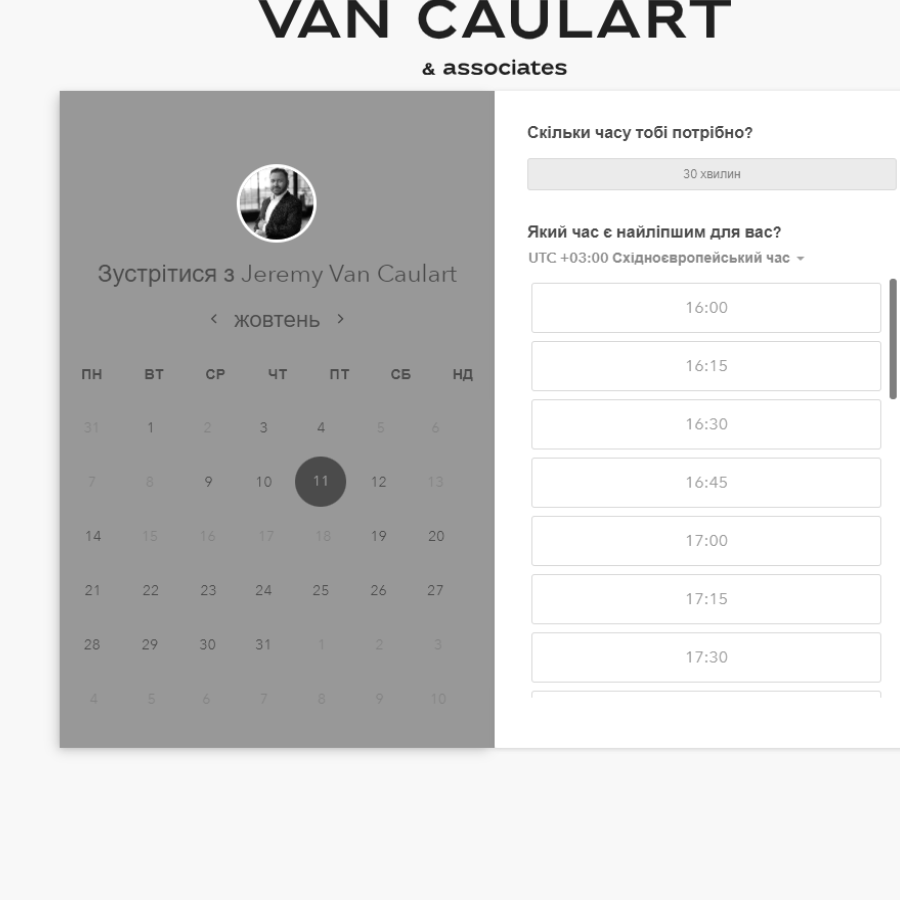 VAN CAULART
& associates
Зустрітися з Jeremy Van Caulart
жовтень
ПН ВТ СР ЧТ ПТ СБ НД
31 1 2 3 4 5 6
7 8 9 10 11 12 13
14 15 16 17 18 19 20
21 22 23 24 25 26 27
28 29 30 31 1 2 3
4 5 6 7 8 9 10
Скільки часу тобі потрібно?
30 хвилин
Який час є найліпшим для вас?
UTC +03:00 Східноєвропейський час
16:00
16:15
16:30
16:45
17:00
17:15
17:30